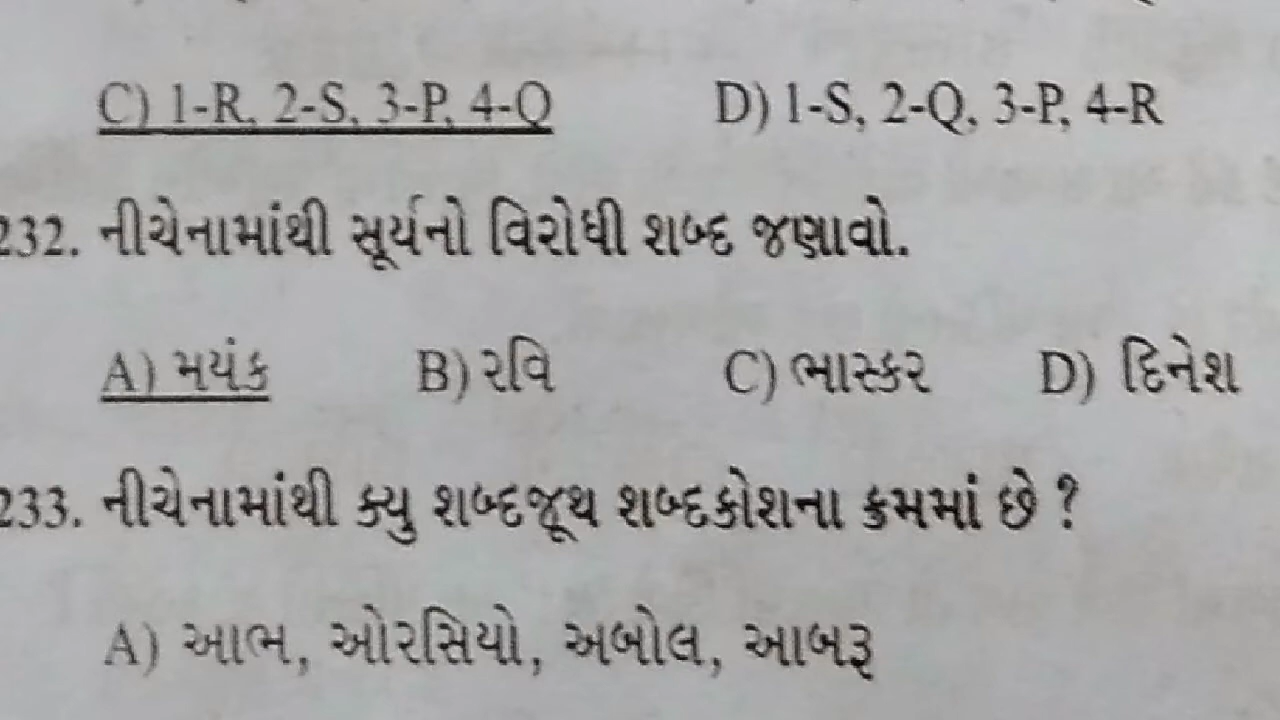 C) 1-R, 2-S, 3-P, 4-Q D) 1-S, 2-Q, 3-P, 4-R
232. નીચેનામાંથી સૂર્યનો વિરોધી શબ્દ જણાવો.
A) મયંક B) રવિ C) ભાસ્કર D) દિનેશ
233. નીચેનામાંથી ક્યુ શબ્દજૂથ શબ્દકોશના ક્રમમાં છે ?
A) આભ, ઓરસિયો, અબોલ, આબરૂ